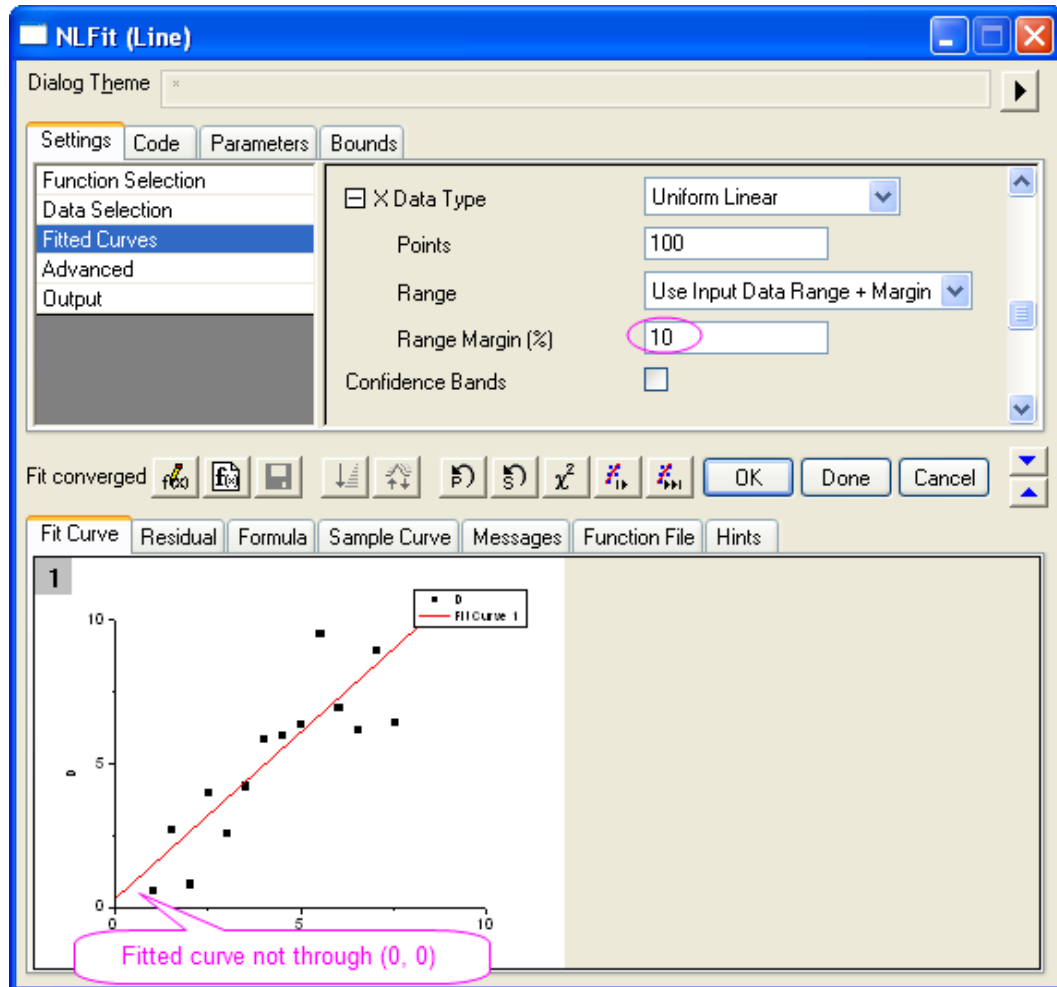 NLFit (Line)
Dialog Theme *
Settings Code Parameters Bounds
Function Selection
Data Selection
Fitted Curves
Advanced
Output
X Data Type Uniform Linear
Points 100
Range Use Input Data Range + Margin
Range Margin (%) 10
Confidence Bands
Fit converged
χ²
OK Done Cancel
Fit Curve Residual Formula Sample Curve Messages Function File Hints
1
D
Fit Curve 1
10
5
0
D
0 5 10
Fitted curve not through (0, 0)